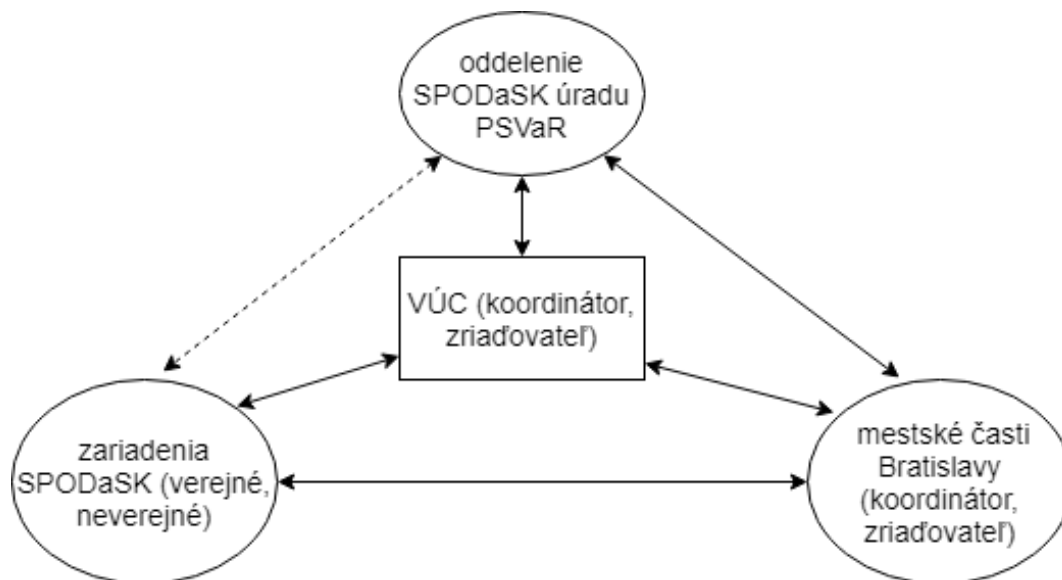 oddelenie
SPODaSK úradu
PSVaR
VÚC (koordinátor,
zriaďovateľ)
zariadenia
SPODaSK (verejné,
neverejné)
mestské časti
Bratislavy
(koordinátor,
zriaďovateľ)